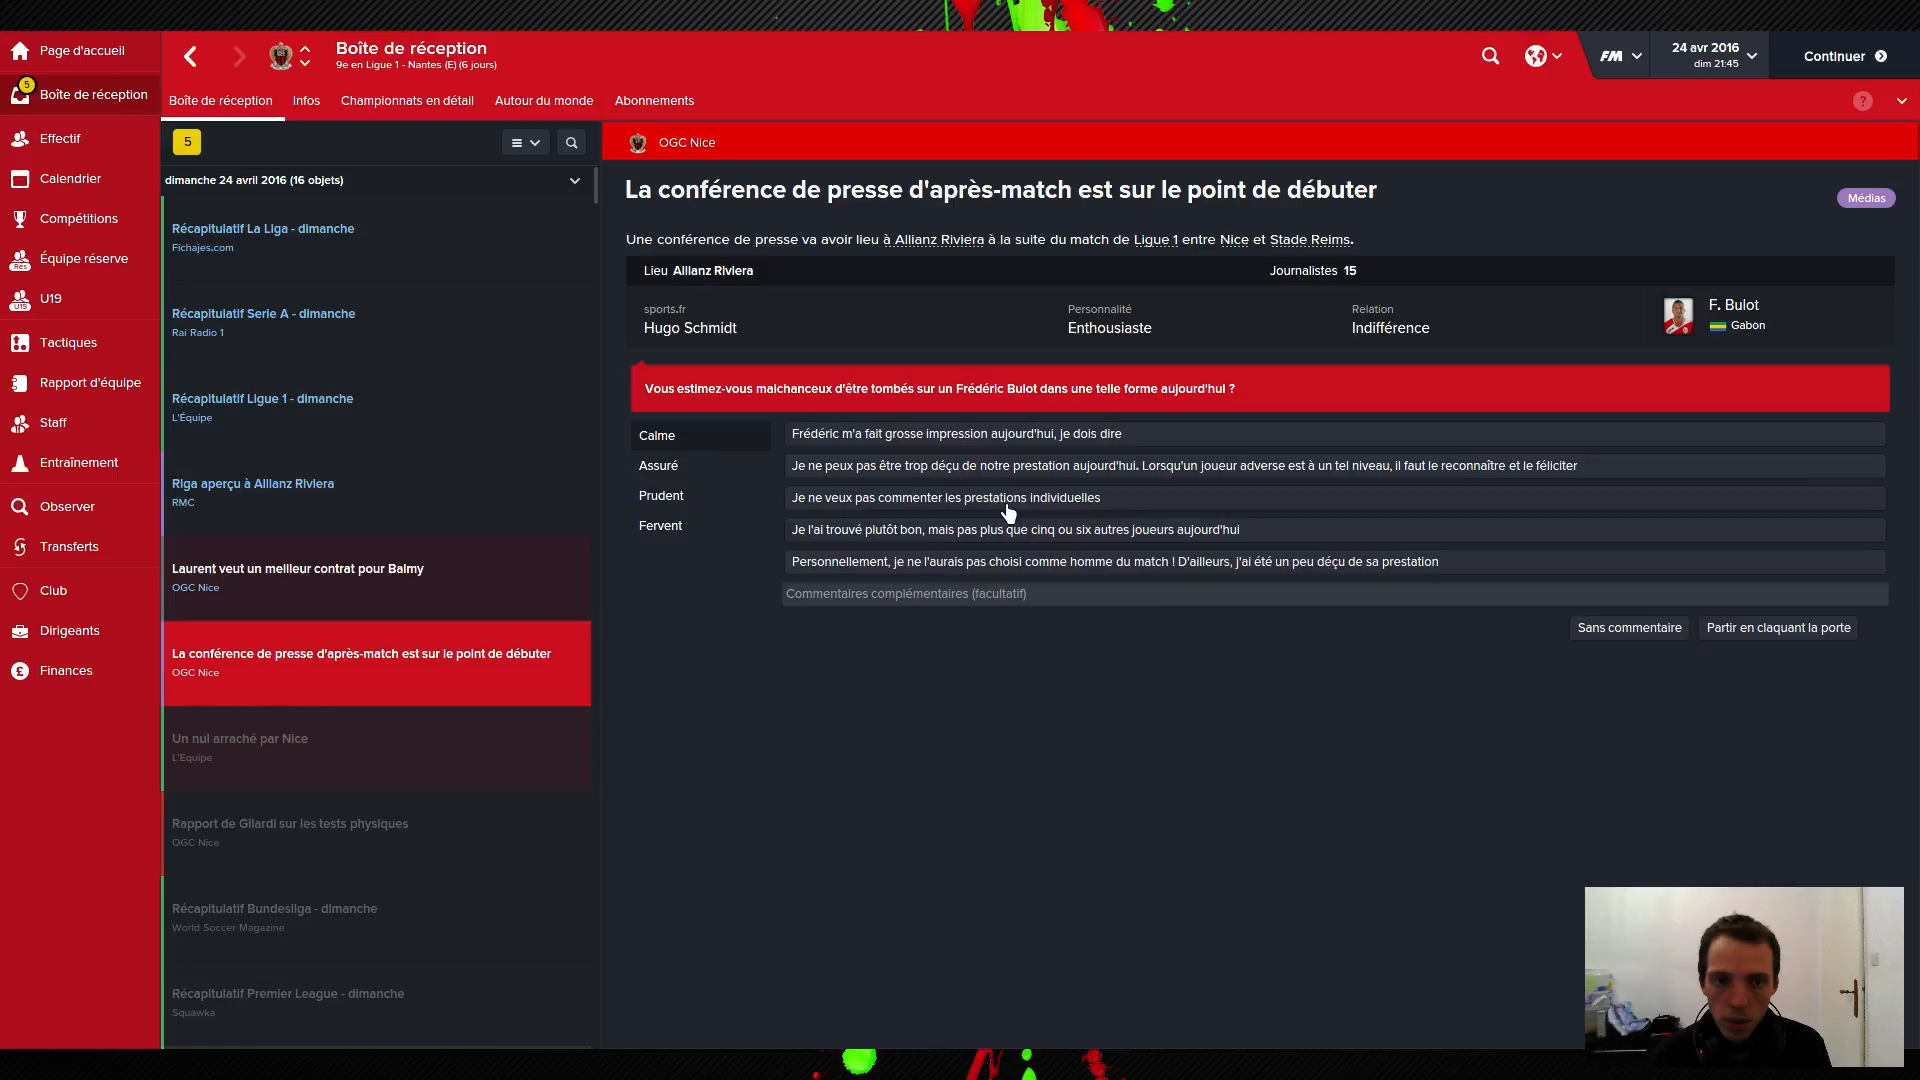 Page d'accueil
5
Boîte de réception
Effectif
Calendrier
Compétitions
Rés
Équipe réserve
U19
U19
Tactiques
Rapport d'équipe
Staff
Entraînement
Observer
Transferts
Club
Dirigeants
Finances
Boîte de réception
9e en Ligue 1 - Nantes (E) (6 jours)
FM
24 avr 2016
dim 21:45
Continuer
Boîte de réception
Infos
Championnats en détail
Autour du monde
Abonnements
?
5
dimanche 24 avril 2016 (16 objets)
Récapitulatif La Liga - dimanche
Fichajes.com
Récapitulatif Serie A - dimanche
Rai Radio 1
Récapitulatif Ligue 1 - dimanche
L'Équipe
Riga aperçu à Allianz Riviera
RMC
Laurent veut un meilleur contrat pour Balmy
OGC Nice
La conférence de presse d'après-match est sur le point de débuter
OGC Nice
Un nul arraché par Nice
L'Equipe
Rapport de Gilardi sur les tests physiques
OGC Nice
Récapitulatif Bundesliga - dimanche
World Soccer Magazine
Récapitulatif Premier League - dimanche
Squawka
OGC Nice
La conférence de presse d'après-match est sur le point de débuter
Médias
Une conférence de presse va avoir lieu à Allianz Riviera à la suite du match de Ligue 1 entre Nice et Stade Reims.
Lieu Allianz Riviera
Journalistes 15
sports.fr
Hugo Schmidt
Personnalité
Enthousiaste
Relation
Indifférence
F. Bulot
Gabon
Vous estimez-vous malchanceux d'être tombés sur un Frédéric Bulot dans une telle forme aujourd'hui ?
Calme
Assuré
Prudent
Fervent
Frédéric m'a fait grosse impression aujourd'hui, je dois dire
Je ne peux pas être trop déçu de notre prestation aujourd'hui. Lorsqu'un joueur adverse est à un tel niveau, il faut le reconnaître et le féliciter
Je ne veux pas commenter les prestations individuelles
Je l'ai trouvé plutôt bon, mais pas plus que cinq ou six autres joueurs aujourd'hui
Personnellement, je ne l'aurais pas choisi comme homme du match ! D'ailleurs, j'ai été un peu déçu de sa prestation
Commentaires complémentaires (facultatif)
Sans commentaire
Partir en claquant la porte